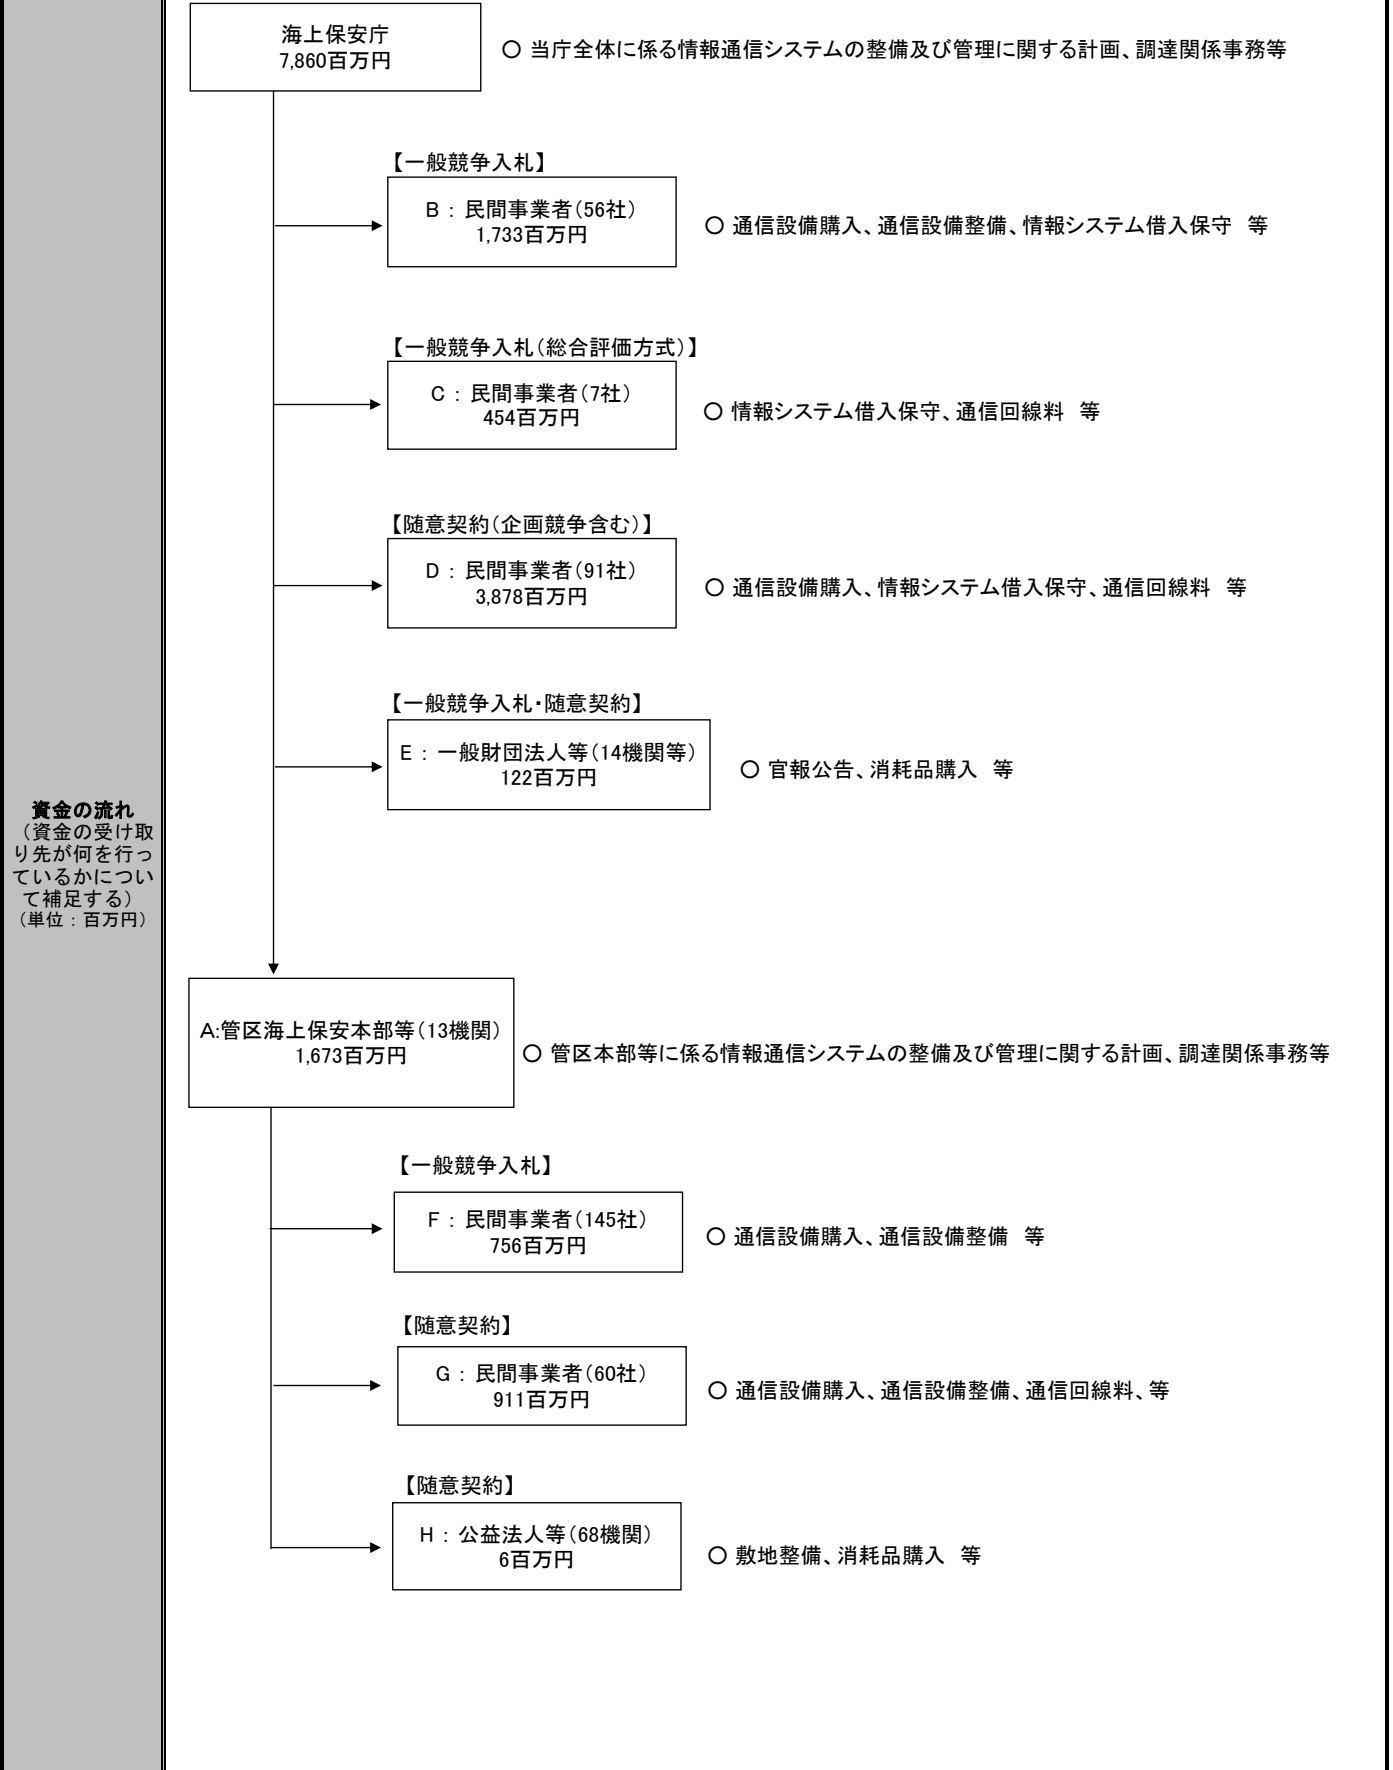 海上保安庁
7,860百万円
○ 当庁全体に係る情報通信システムの整備及び管理に関する計画、調達関係事務等
【一般競争入札】
B : 民間事業者(56社)
1,733百万円
○ 通信設備購入、通信設備整備、情報システム借入保守 等
【一般競争入札(総合評価方式)】
C : 民間事業者(7社)
454百万円
○ 情報システム借入保守、通信回線料 等
【随意契約(企画競争含む)】
D : 民間事業者(91社)
3,878百万円
○ 通信設備購入、情報システム借入保守、通信回線料 等
【一般競争入札・随意契約】
E : 一般財団法人等(14機関等)
122百万円
○ 官報公告、消耗品購入 等
資金の流れ
(資金の受け取
り先が何を行っ
ているかについ
て補足する)
(単位:百万円)
A:管区海上保安本部等(13機関)
1,673百万円
○ 管区本部等に係る情報通信システムの整備及び管理に関する計画、調達関係事務等
【一般競争入札】
F : 民間事業者(145社)
756百万円
○ 通信設備購入、通信設備整備 等
【随意契約】
G : 民間事業者(60社)
911百万円
○ 通信設備購入、通信設備整備、通信回線料、等
【随意契約】
H : 公益法人等(68機関)
6百万円
○ 敷地整備、消耗品購入 等